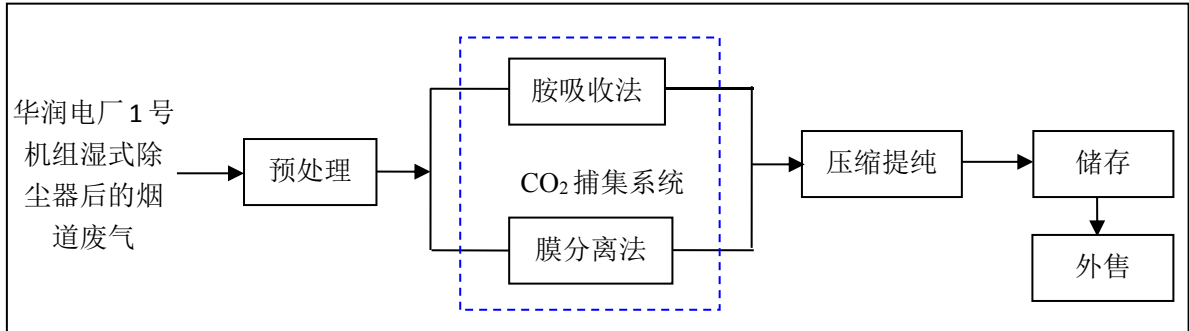 华润电厂1号
机组湿式除
尘器后的烟
道废气
预处理
胺吸收法
CO₂捕集系统
膜分离法
压缩提纯
储存
外售